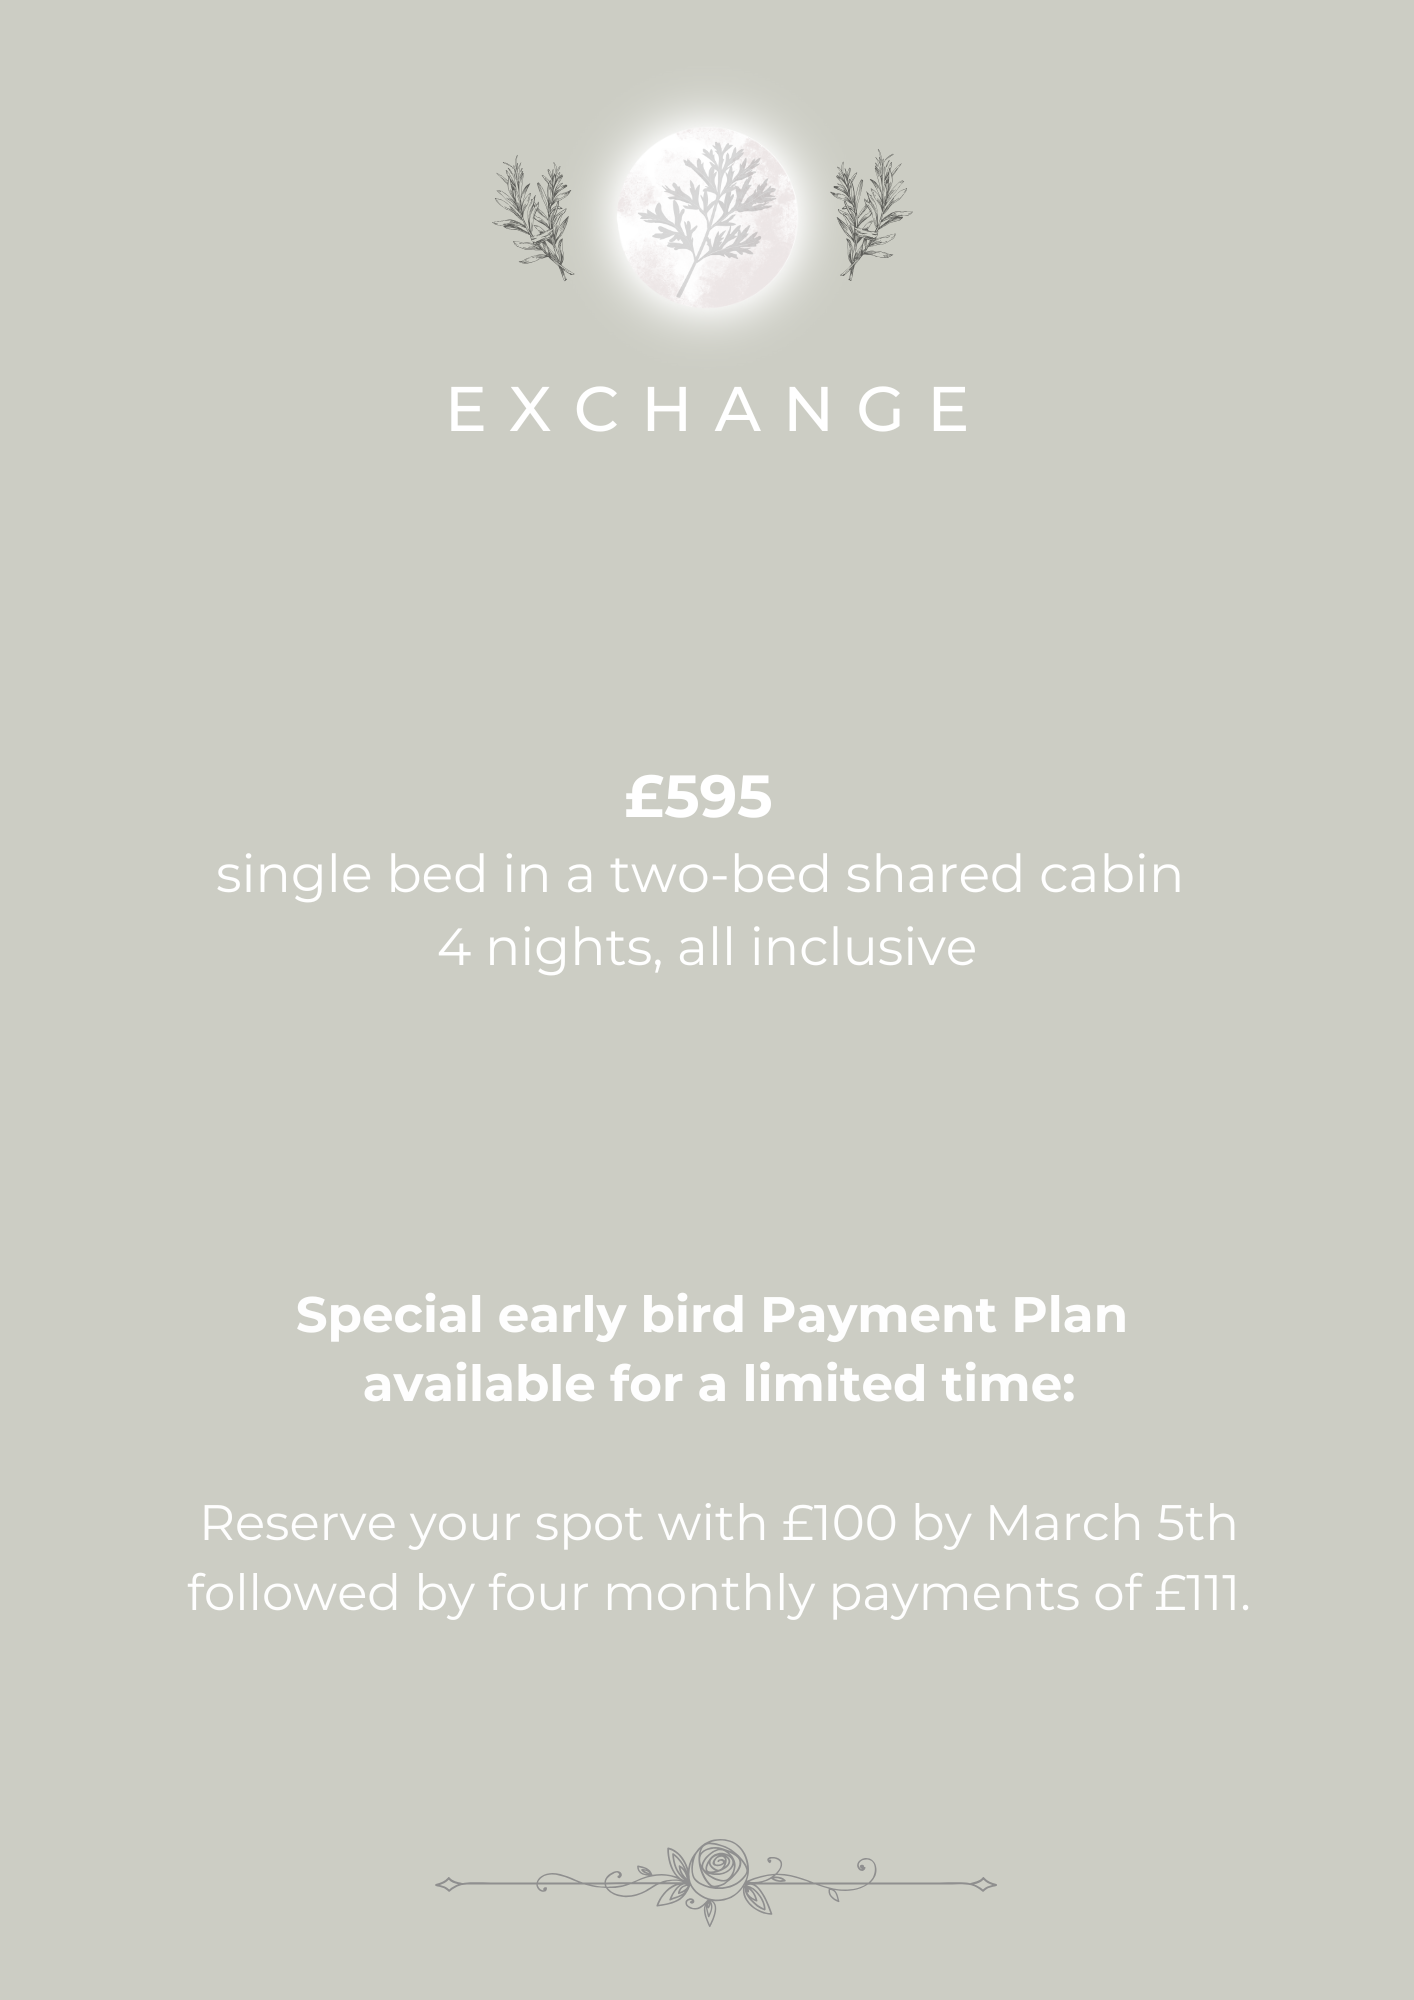 EXCHANGE
£595
single bed in a two-bed shared cabin
4 nights, all inclusive
Special early bird Payment Plan
available for a limited time:
Reserve your spot with £100 by March 5th
followed by four monthly payments of £111.